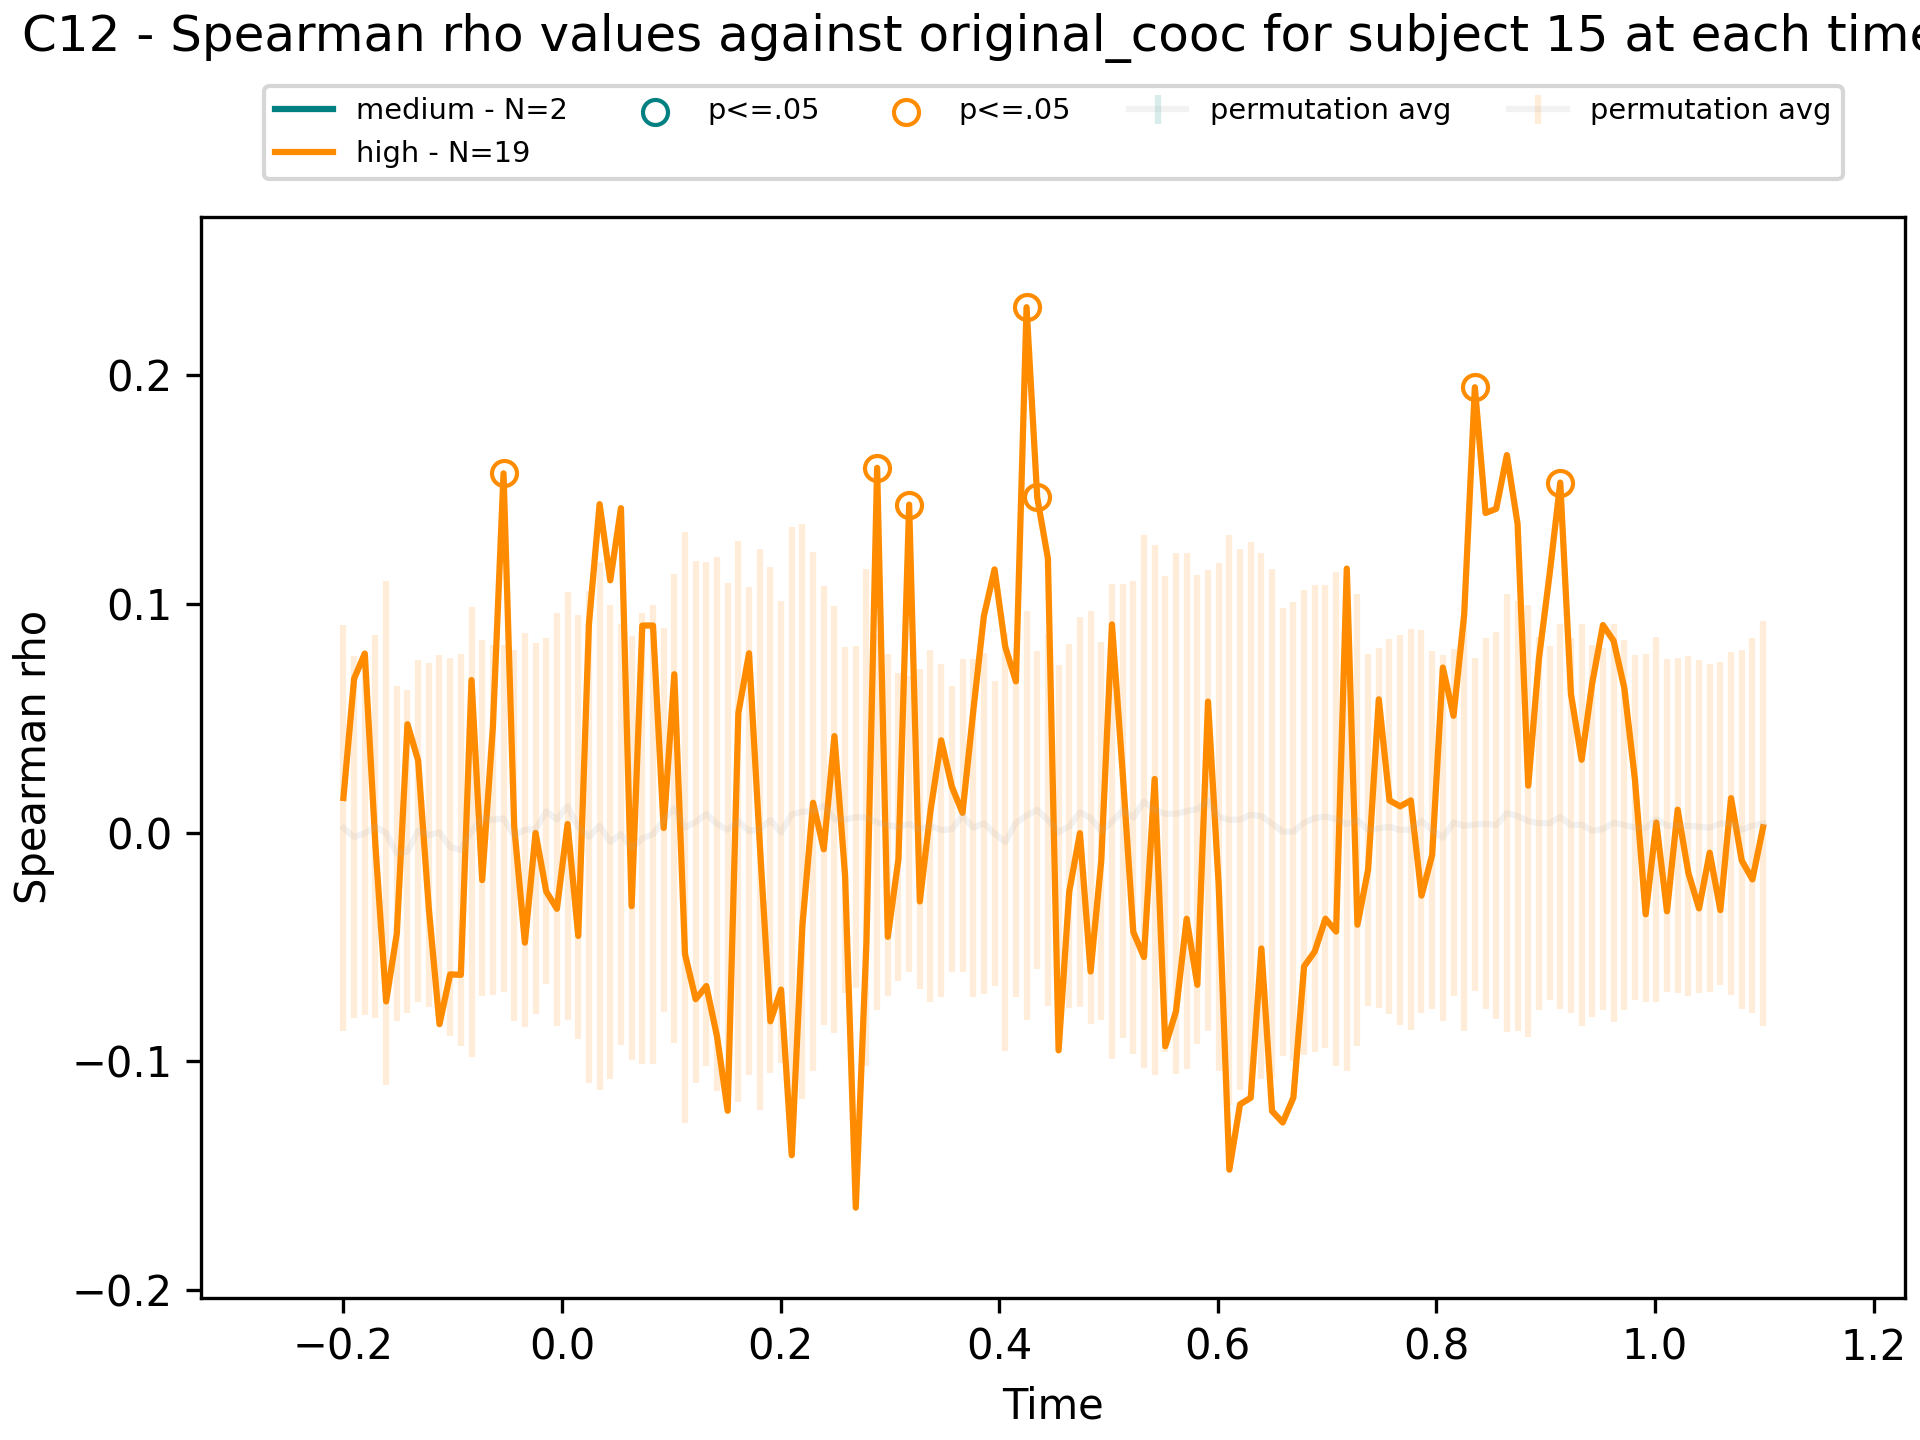 C12 - Spearman rho values against original_cooc for subject 15 at each time
medium - N=2
high - N=19
p<=.05
p<=.05
permutation avg
permutation avg
Spearman rho
0.2
0.1
0.0
−0.1
−0.2
−0.2
0.0
0.2
0.4
0.6
0.8
1.0
1.2
Time